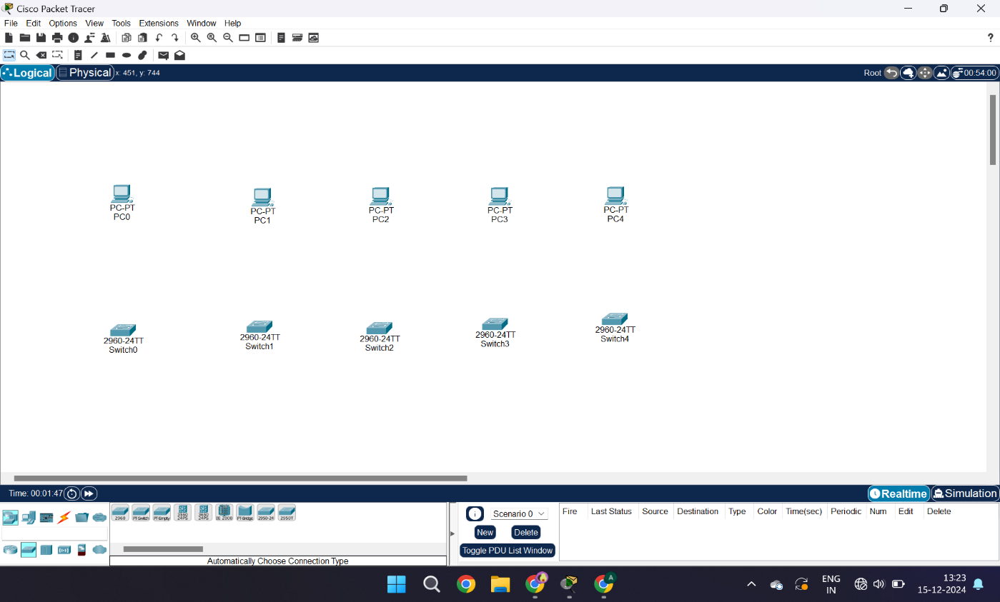 Cisco Packet Tracer
File Edit Options View Tools Extensions Window Help
?
Logical Physical x: 451, y: 744 Root 00:54:00
PC-PT
PC0
PC-PT
PC1
PC-PT
PC2
PC-PT
PC3
PC-PT
PC4
2960-24TT
Switch0
2960-24TT
Switch1
2960-24TT
Switch2
2960-24TT
Switch3
2960-24TT
Switch4
Time: 00:01:47 Realtime Simulation
2960 PT-Switch PT-Empty 3560 24PS 3650 24PS IE 2000 PT-Bridge 2950-24 2950T
Automatically Choose Connection Type
Scenario 0
New Delete
Toggle PDU List Window
Fire Last Status Source Destination Type Color Time(sec) Periodic Num Edit Delete
A
ENG
IN
13:23
15-12-2024